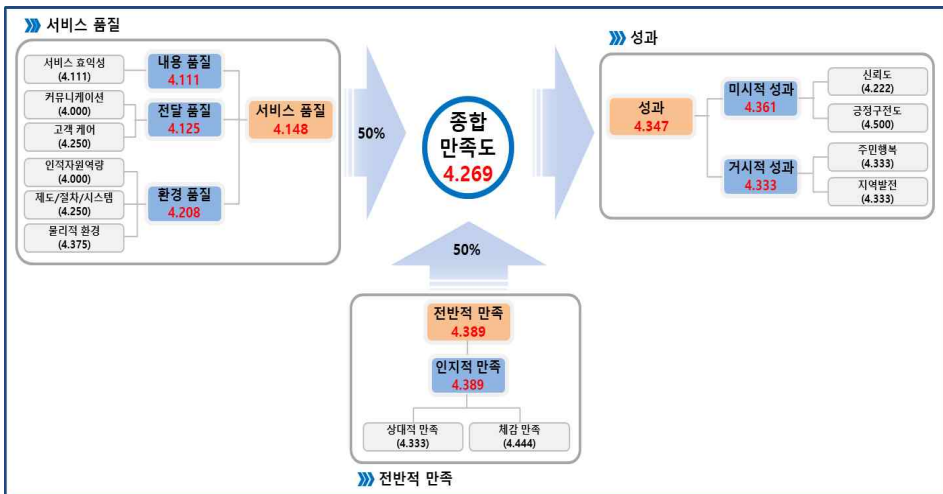 》》 서비스 품질
서비스 효익성
(4.111)
커뮤니케이션
(4.000)
고객 케어
(4.250)
인적자원역량
(4.000)
제도/절차/시스템
(4.250)
물리적 환경
(4.375)
내용 품질
4.111
전달 품질
4.125
환경 품질
4.208
서비스 품질
4.148
50%
종합
만족도
4.269
50%
》》 성과
성과
4.347
미시적 성과
4.361
거시적 성과
4.333
신뢰도
(4.222)
긍정구전도
(4.500)
주민행복
(4.333)
지역발전
(4.333)
전반적 만족
4.389
인지적 만족
4.389
상대적 만족
(4.333)
체감 만족
(4.444)
》》 전반적 만족